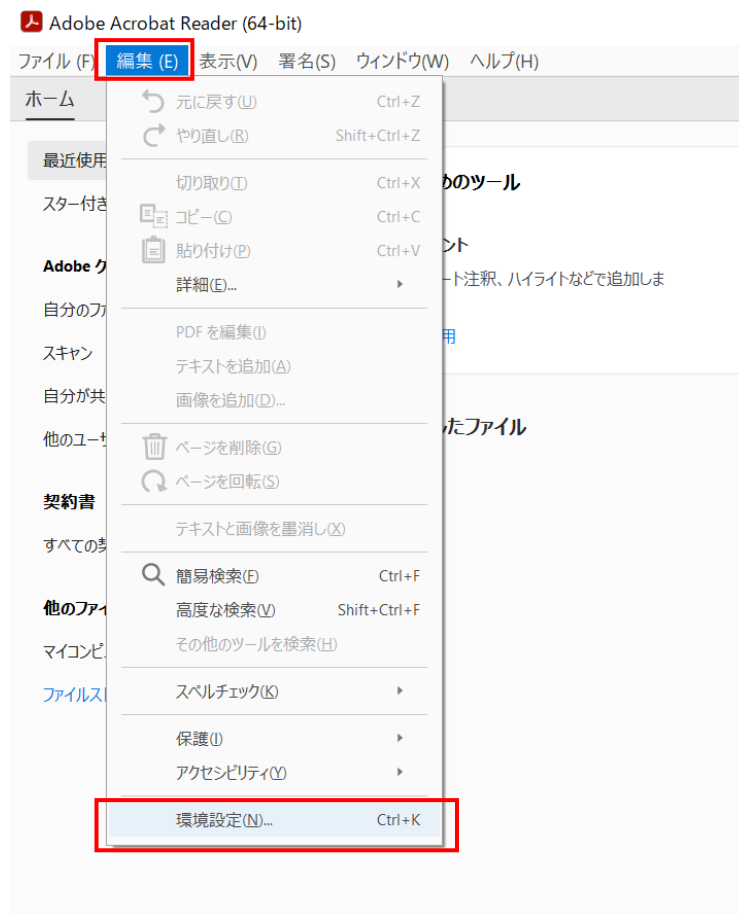 Adobe Acrobat Reader (64-bit)
ファイル (F) 編集 (E) 表示(V) 署名(S) ウィンドウ(W) ヘルプ(H)
ホーム
元に戻す(U) Ctrl+Z
やり直し(R) Shift+Ctrl+Z
切り取り(T) Ctrl+X
コピー(C) Ctrl+C
貼り付け(P) Ctrl+V
詳細(E)...
PDF を編集(I)
テキストを追加(A)
画像を追加(D)...
ページを削除(G)
ページを回転(S)
テキストと画像を墨消し(X)
簡易検索(F) Ctrl+F
高度な検索(V) Shift+Ctrl+F
その他のツールを検索(H)
スペルチェック(K)
保護(I)
アクセシビリティ(Y)
環境設定(N)... Ctrl+K
最近使用
スター付き
Adobe ク
自分のファ
スキャン
自分が共
他のユーサ
契約書
すべての契
他のファイ
マイコンピ
ファイルスト
めのツール
ント
ート注釈、ハイライトなどで追加しま
用
したファイル